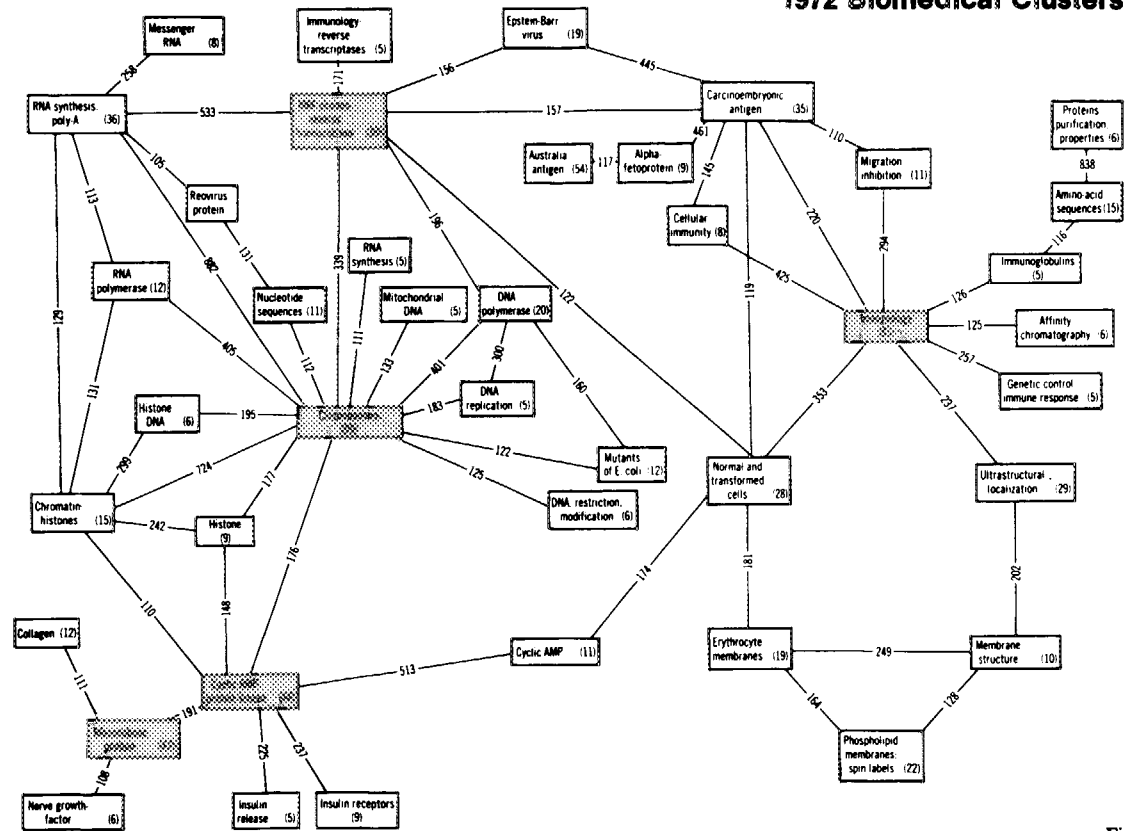 1972 Biomedical Clusters
Messenger
RNA (8)
Immunology-
reverse
transcriptases (5)
Epstein-Barr
virus (19)
258
171
156
445
RNA synthesis.
poly-A (36)
533
157
Carcinoembryonic
antigen (35)
461
110
Proteins
purification,
properties (6)
838
Australia
antigen (54)
117
Alpha-
fetoprotein (9)
145
Migration
inhibition (11)
105
113
Reovirus
protein
Amino-acid
sequences (15)
196
Cellular
immunity (8)
220
294
116
131
882
339
RNA
synthesis (5)
425
Immunoglobulins
(5)
RNA
polymerase (12)
Nucleotide
sequences (11)
Mitochondrial
DNA (5)
DNA
polymerase (20)
122
119
126
129
405
112
111
133
401
300
160
125
Affinity
chromatography (6)
257
131
Histone
DNA (6)
195
183
DNA
replication (5)
353
237
Genetic control
immune response (5)
299
724
177
122
125
Mutants
of E. coli (12)
Normal and
transformed
cells (28)
Ultrastructural
localization (29)
Chromatin-
histones (15)
242
Histone
(9)
DNA, restriction,
modification (6)
176
174
181
202
110
148
Collagen (12)
Cyclic AMP (11)
Erythrocyte
membranes (19)
249
Membrane
structure (10)
111
513
191
164
128
108
225
237
Phospholipid
membranes;
spin labels (22)
Nerve growth-
factor (6)
Insulin
release (5)
Insulin receptors
(9)